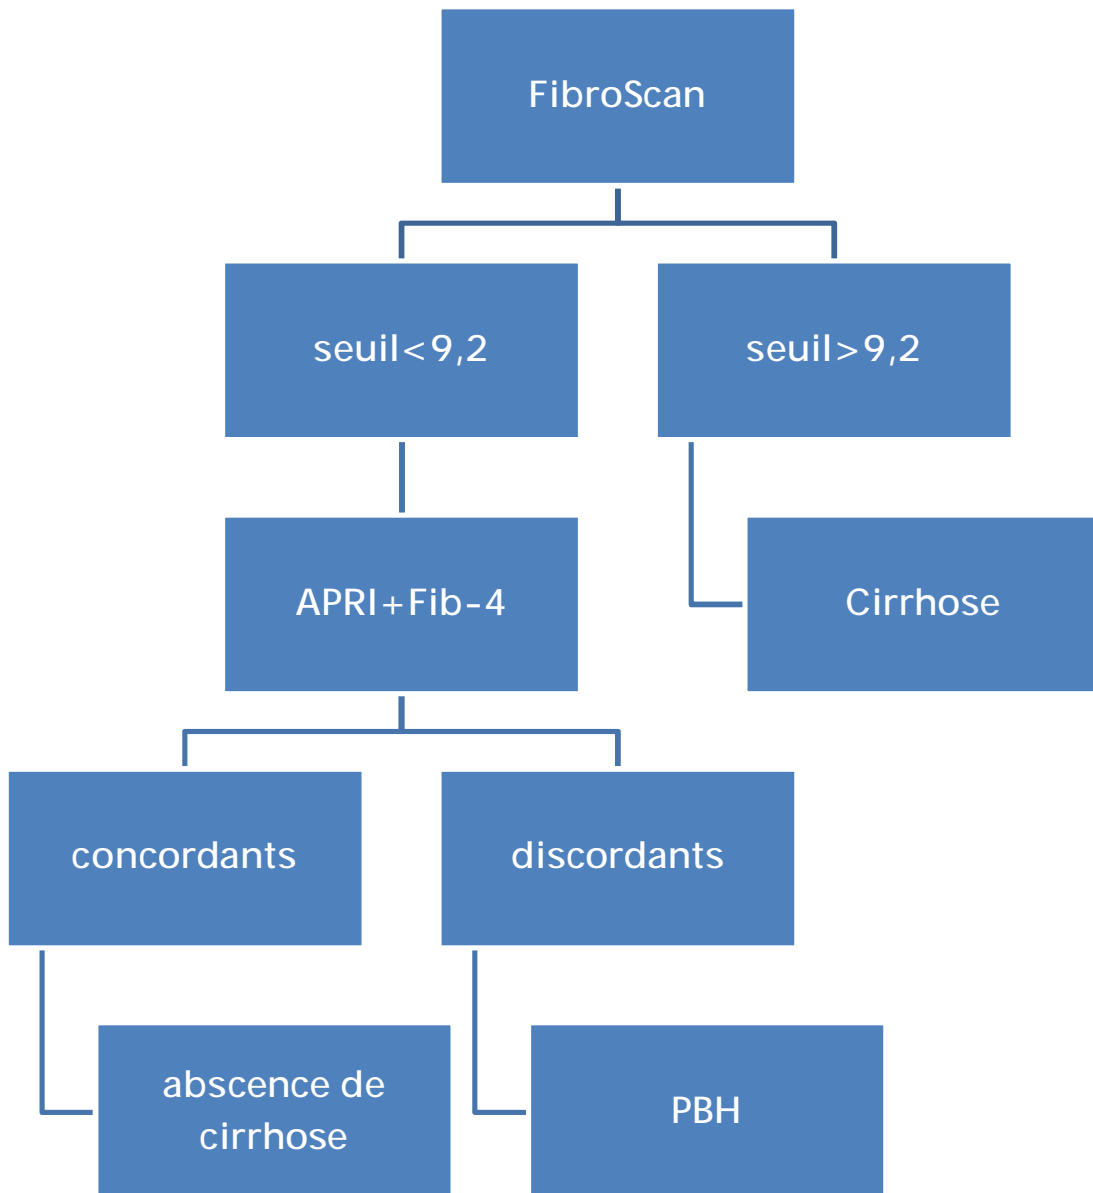 FibroScan
seuil<9,2
seuil>9,2
APRI+Fib-4
Cirrhose
concordants
discordants
abscence de
cirrhose
PBH